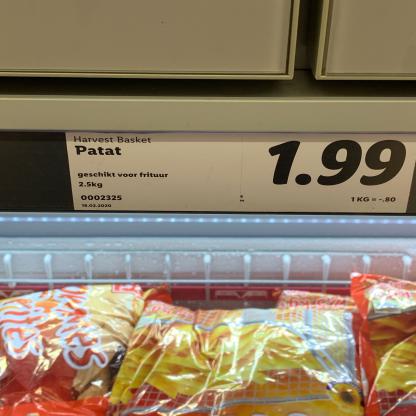 Harvest Basket
Patat
geschikt voor frituur
2.5kg
0002325
18.02.2020
1.99
1 KG = -.80